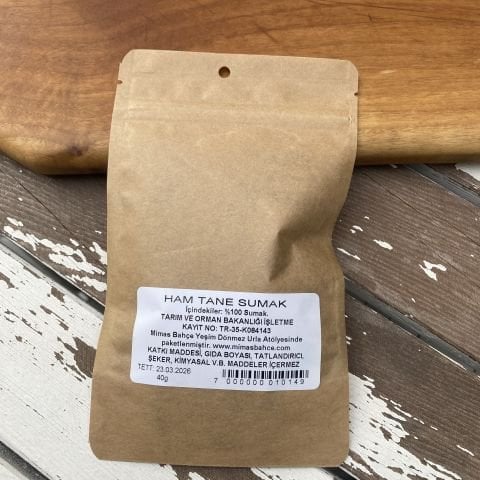 HAM TANE SUMAK
İçindekiler: %100 Sumak.
TARIM VE ORMAN BAKANLIĞI İŞLETME
KAYIT NO: TR-35-K084143
Mimas Bahçe Yeşim Dönmez Urla Atölyesinde
paketlenmiştir. www.mimasbahce.com
KATKI MADDESİ, GIDA BOYASI, TATLANDIRICI,
ŞEKER, KİMYASAL V.B. MADDELER İÇERMEZ
TETT: 23.03.2026
40g
7 000000 010149